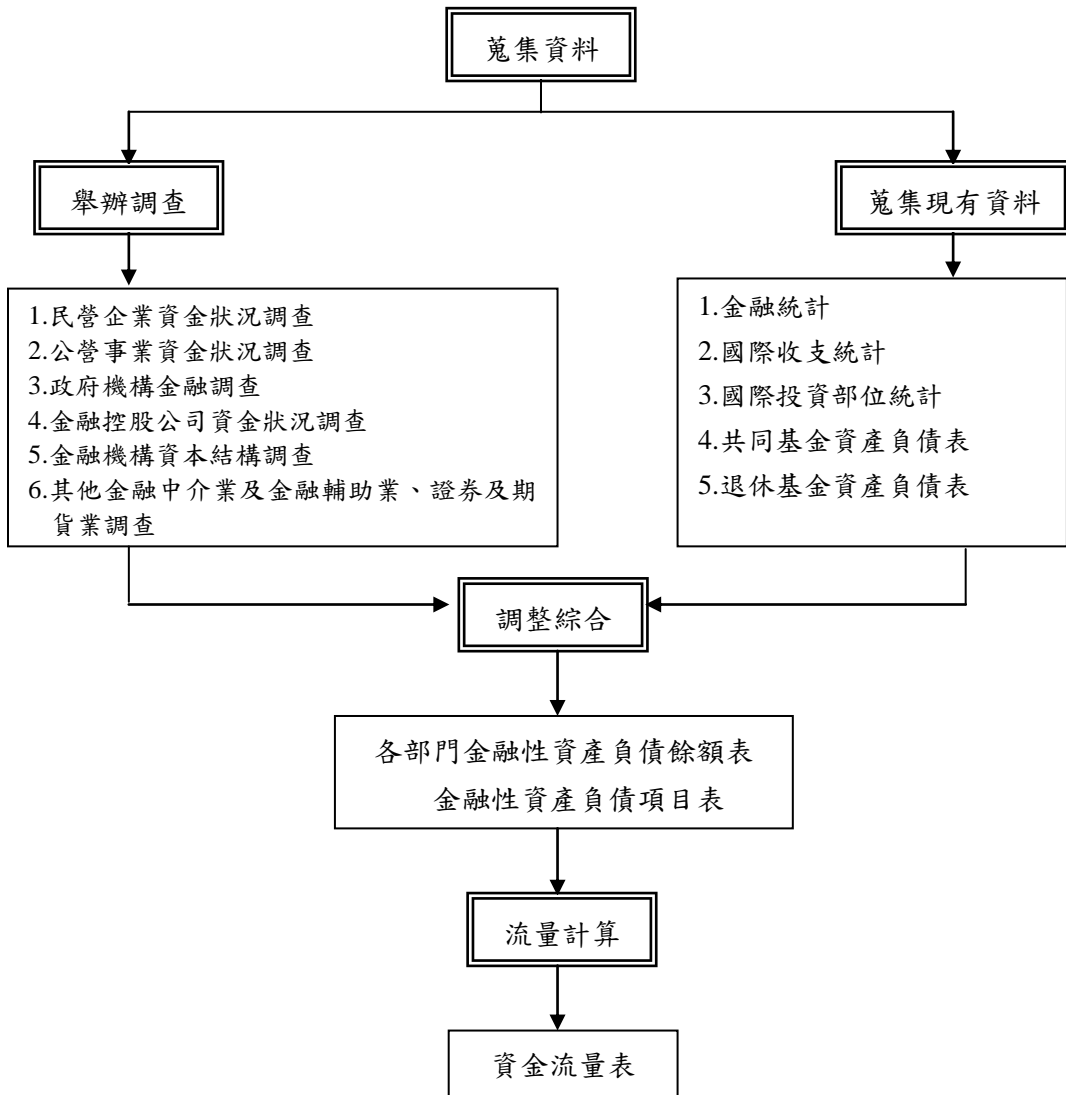 蒐集資料
舉辦調查
蒐集現有資料
1.民營企業資金狀況調查
2.公營事業資金狀況調查
3.政府機構金融調查
4.金融控股公司資金狀況調查
5.金融機構資本結構調查
6.其他金融中介業及金融輔助業、證券及期
貨業調查
1.金融統計
2.國際收支統計
3.國際投資部位統計
4.共同基金資產負債表
5.退休基金資產負債表
調整綜合
各部門金融性資產負債餘額表
金融性資產負債項目表
流量計算
資金流量表